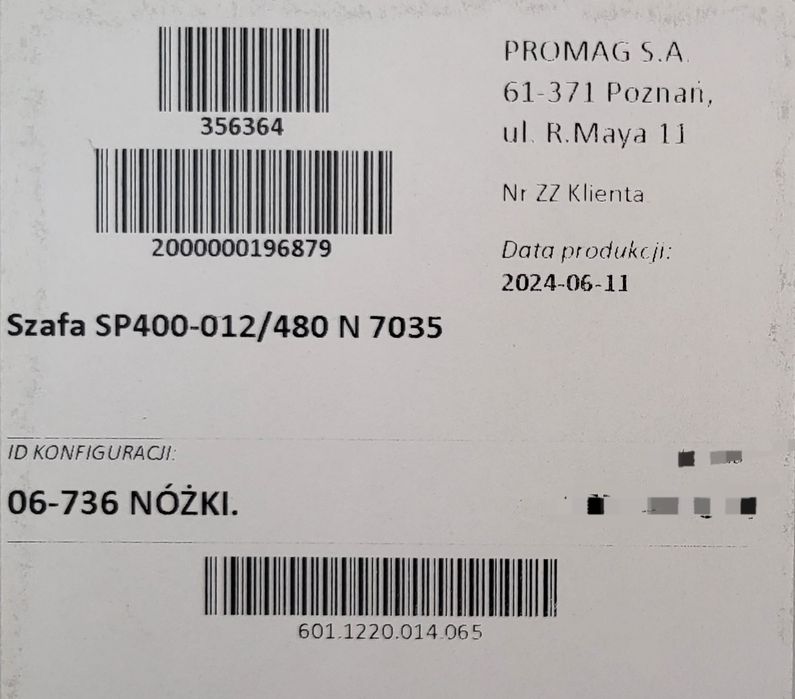 356364
2000000196879
Szafa SP400-012/480 N 7035
PROMAG S.A.
61-371 Poznań,
ul. R.Maya 11
Nr ZZ Klienta
Data produkcji:
2024-06-11
ID KONFIGURACJI:
06-736 NÓŻKI.
601.1220.014.065